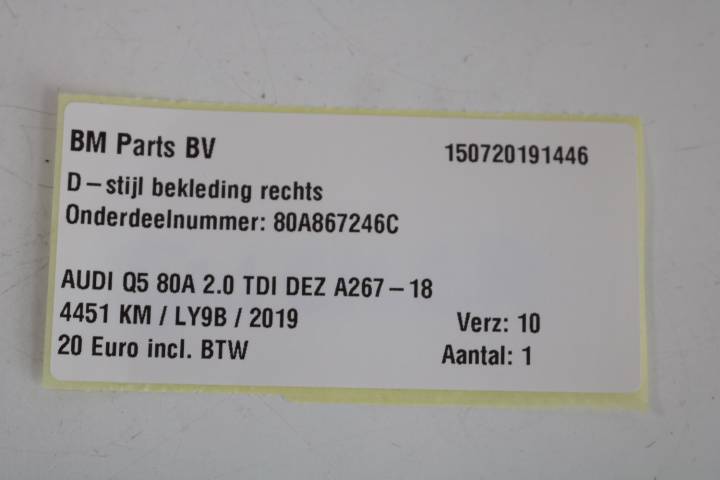 BM Parts BV 150720191446
D-stijl bekleding rechts
Onderdeelnummer: 80A867246C
AUDI Q5 80A 2.0 TDI DEZ A267-18
4451 KM / LY9B / 2019 Verz: 10
20 Euro incl. BTW Aantal: 1